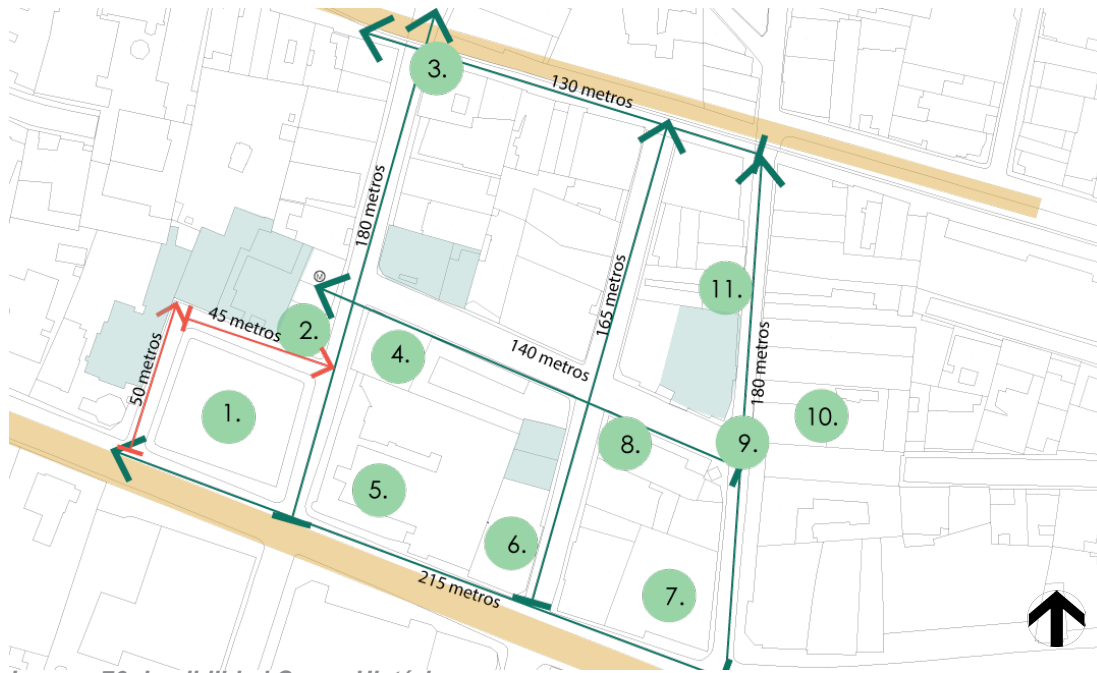 3.
130 metros
180 metros
165 metros
11.
45 metros
2.
50 metros
140 metros
4.
180 metros
1.
10.
8.
9.
5.
6.
215 metros
7.